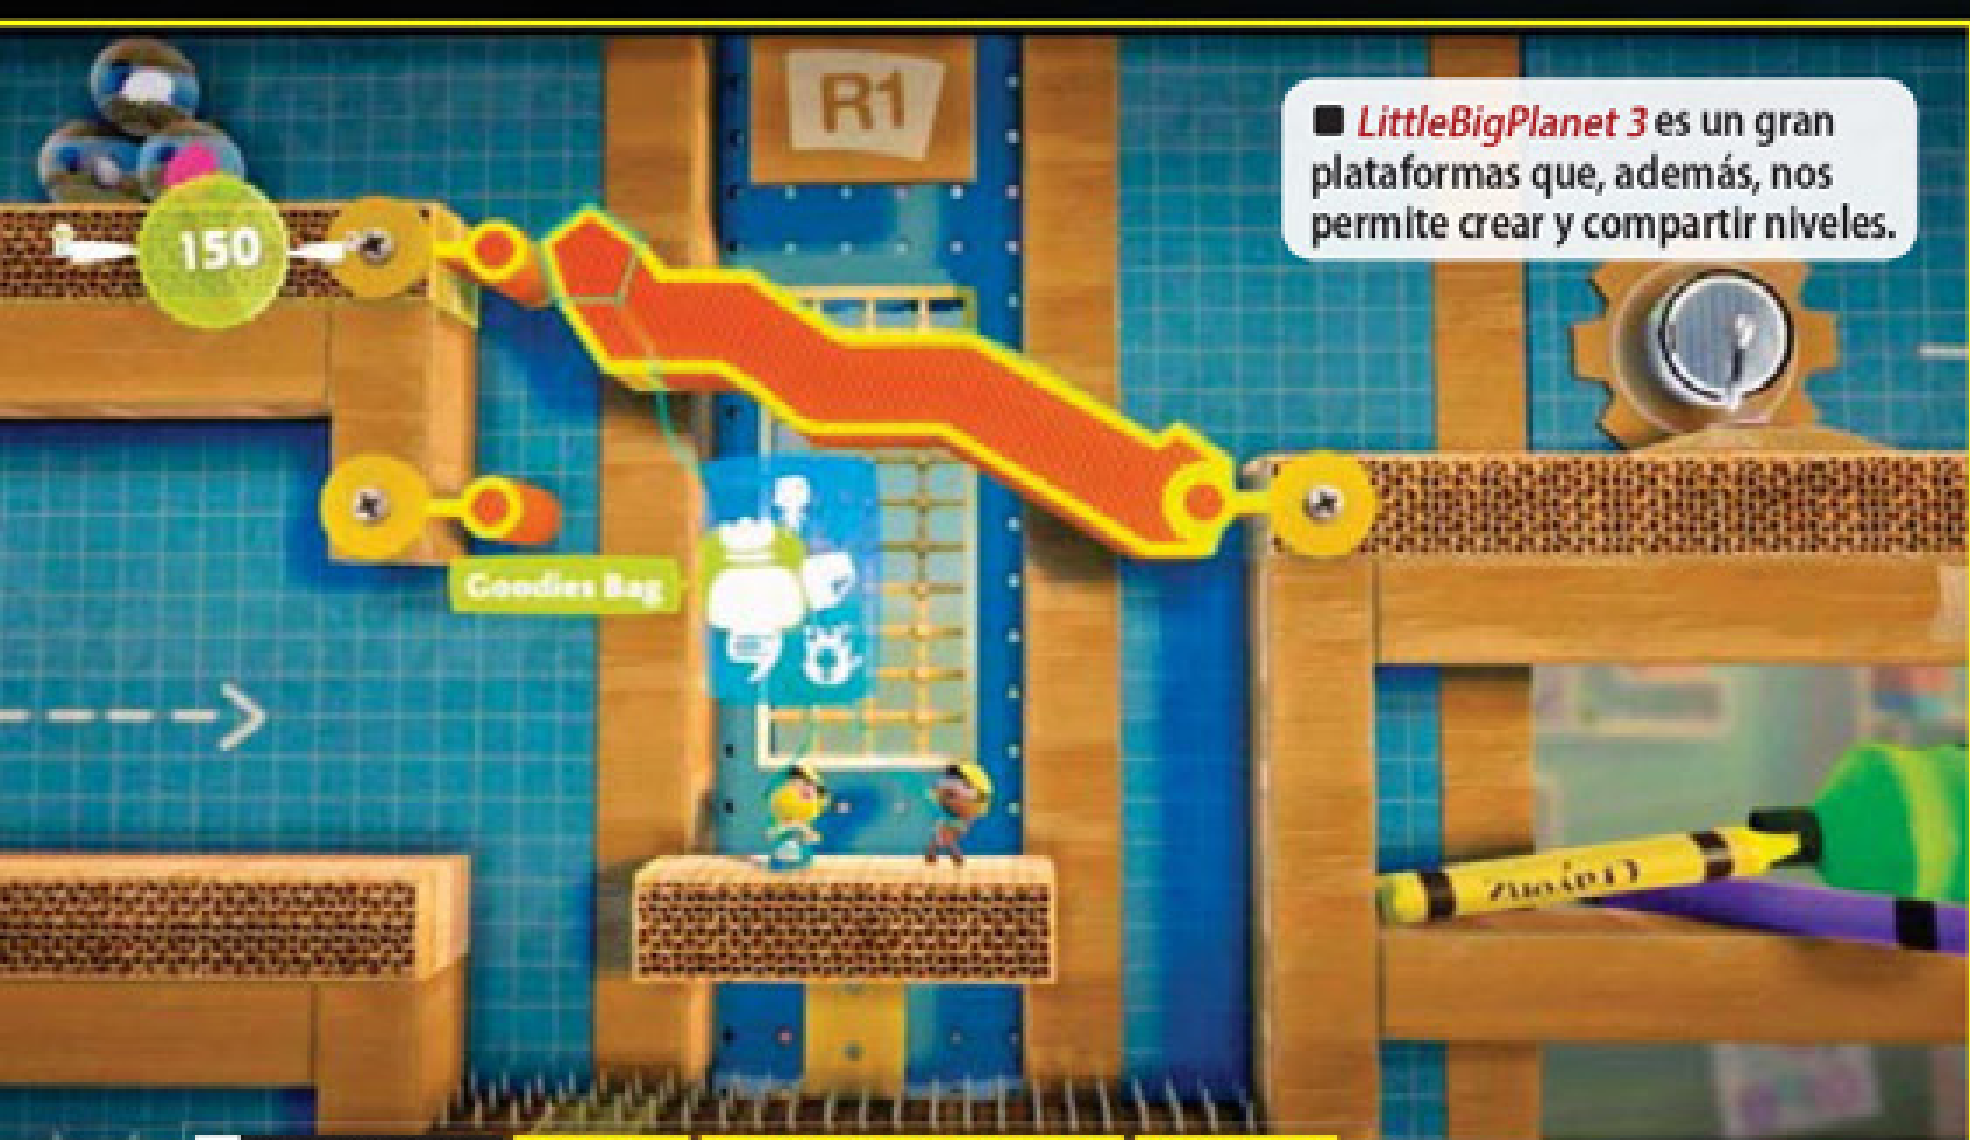 R1
■ LittleBigPlanet 3 es un gran
plataformas que, además, nos
permite crear y compartir niveles.
150
Goodies Bag